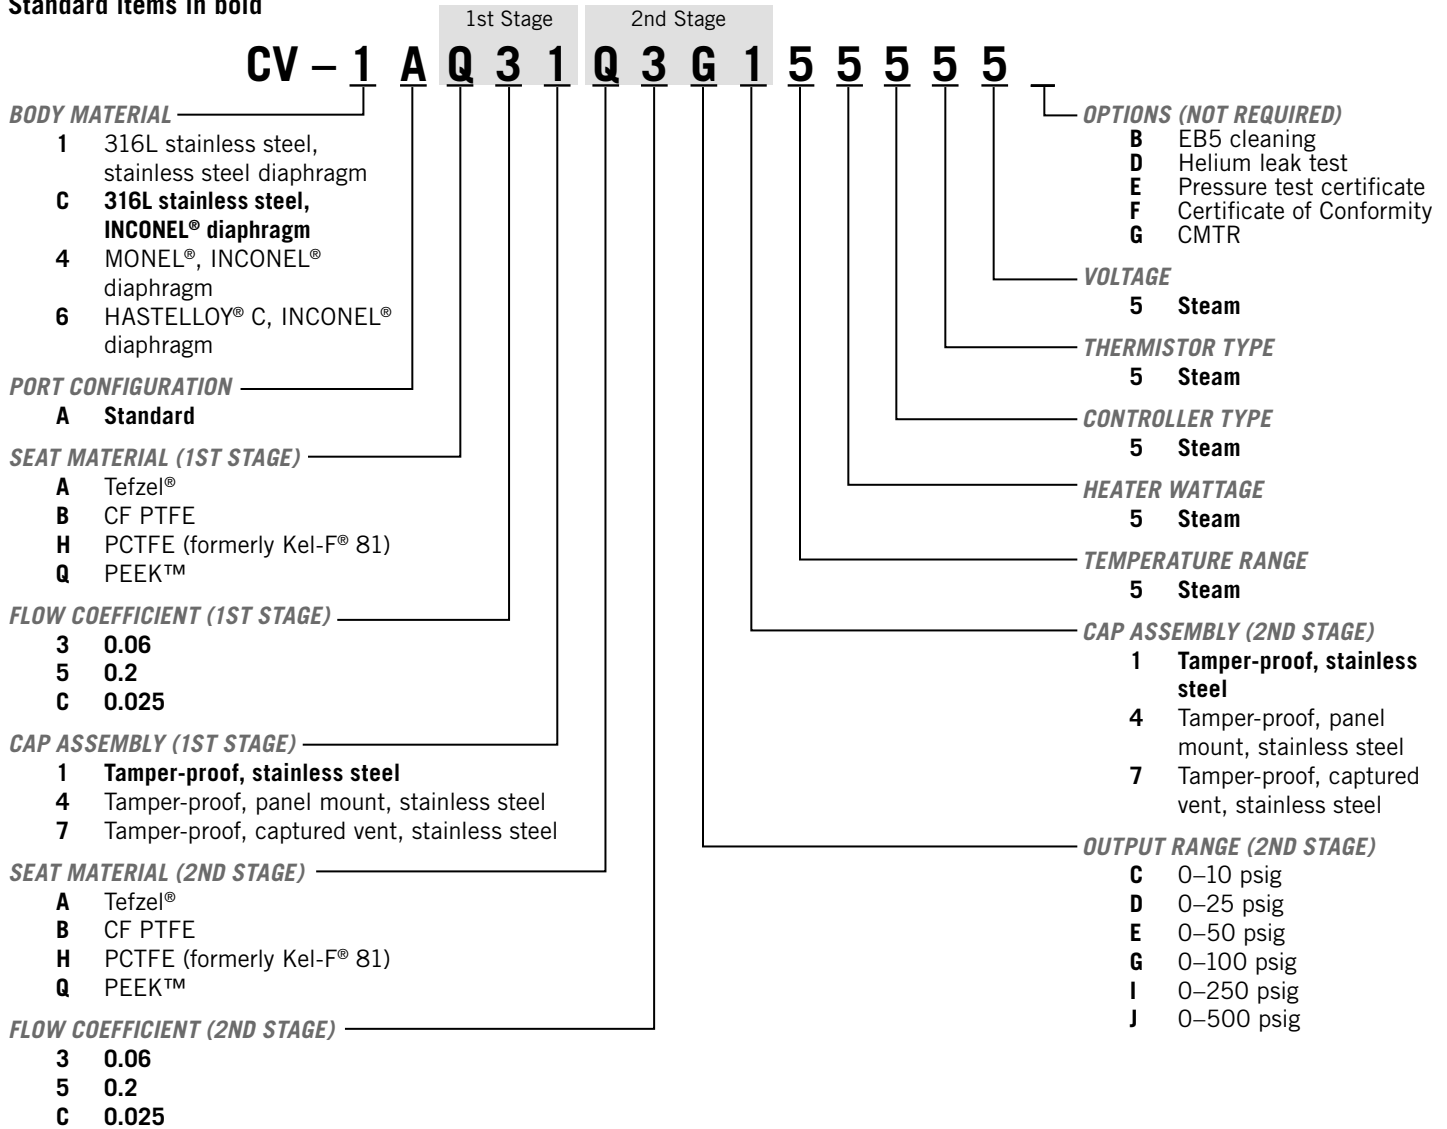 Standard items in bold
1st Stage 2nd Stage
CV – 1 A Q 3 1 Q 3 G 1 5 5 5 5 5 _
BODY MATERIAL
1 316L stainless steel,
stainless steel diaphragm
C 316L stainless steel,
INCONEL® diaphragm
4 MONEL®, INCONEL®
diaphragm
6 HASTELLOY® C, INCONEL®
diaphragm
PORT CONFIGURATION
A Standard
SEAT MATERIAL (1ST STAGE)
A Tefzel®
B CF PTFE
H PCTFE (formerly Kel-F® 81)
Q PEEK™
FLOW COEFFICIENT (1ST STAGE)
3 0.06
5 0.2
C 0.025
CAP ASSEMBLY (1ST STAGE)
1 Tamper-proof, stainless steel
4 Tamper-proof, panel mount, stainless steel
7 Tamper-proof, captured vent, stainless steel
SEAT MATERIAL (2ND STAGE)
A Tefzel®
B CF PTFE
H PCTFE (formerly Kel-F® 81)
Q PEEK™
FLOW COEFFICIENT (2ND STAGE)
3 0.06
5 0.2
C 0.025
OPTIONS (NOT REQUIRED)
B EB5 cleaning
D Helium leak test
E Pressure test certificate
F Certificate of Conformity
G CMTR
VOLTAGE
5 Steam
THERMISTOR TYPE
5 Steam
CONTROLLER TYPE
5 Steam
HEATER WATTAGE
5 Steam
TEMPERATURE RANGE
5 Steam
CAP ASSEMBLY (2ND STAGE)
1 Tamper-proof, stainless
steel
4 Tamper-proof, panel
mount, stainless steel
7 Tamper-proof, captured
vent, stainless steel
OUTPUT RANGE (2ND STAGE)
C 0–10 psig
D 0–25 psig
E 0–50 psig
G 0–100 psig
I 0–250 psig
J 0–500 psig